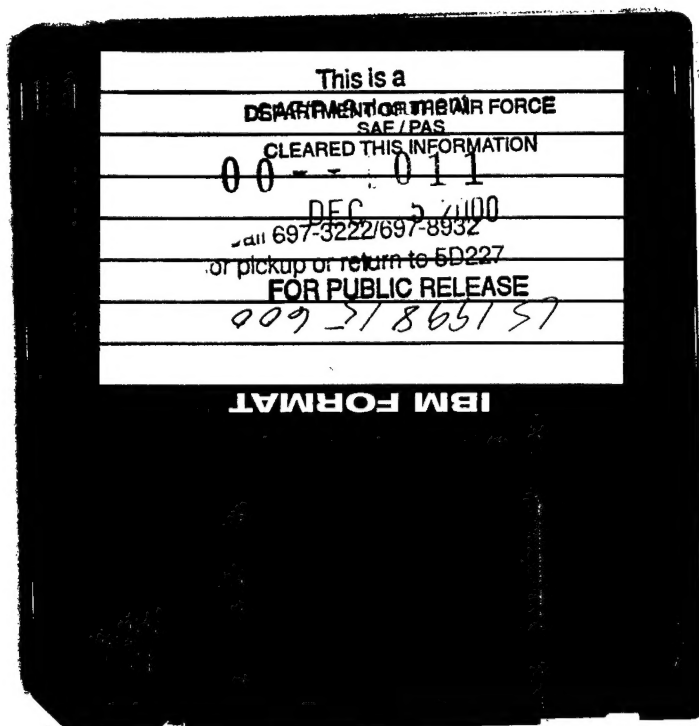 This is a
DEPARTMENT OF THE AIR FORCE
SAF / PAS
CLEARED THIS INFORMATION
00-- 011
DEC 5 2000
697-3222/697-8932
or pickup or return to 5D227
FOR PUBLIC RELEASE
IBM FORMAT